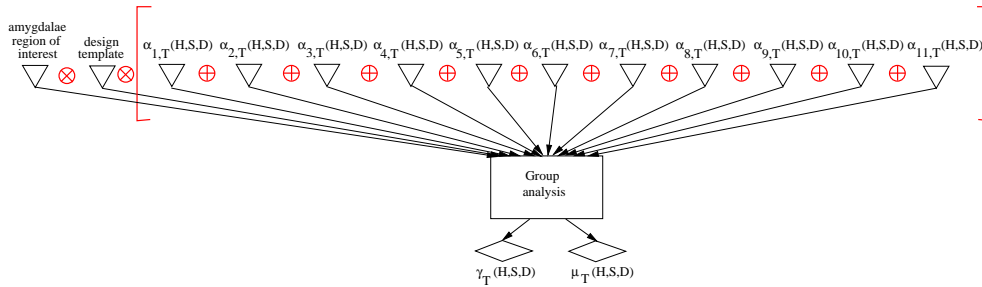 amygdalae
region of
interest
design
template
α1,T(H,S,D)
α2,T(H,S,D)
α3,T(H,S,D)
α4,T(H,S,D)
α5,T(H,S,D)
α6,T(H,S,D)
α7,T(H,S,D)
α8,T(H,S,D)
α9,T(H,S,D)
α10,T(H,S,D)
α11,T(H,S,D)
⊗ ⊗ ⊕ ⊕ ⊕ ⊕ ⊕ ⊕ ⊕ ⊕ ⊕ ⊕
Group
analysis
γT(H,S,D)
μT(H,S,D)